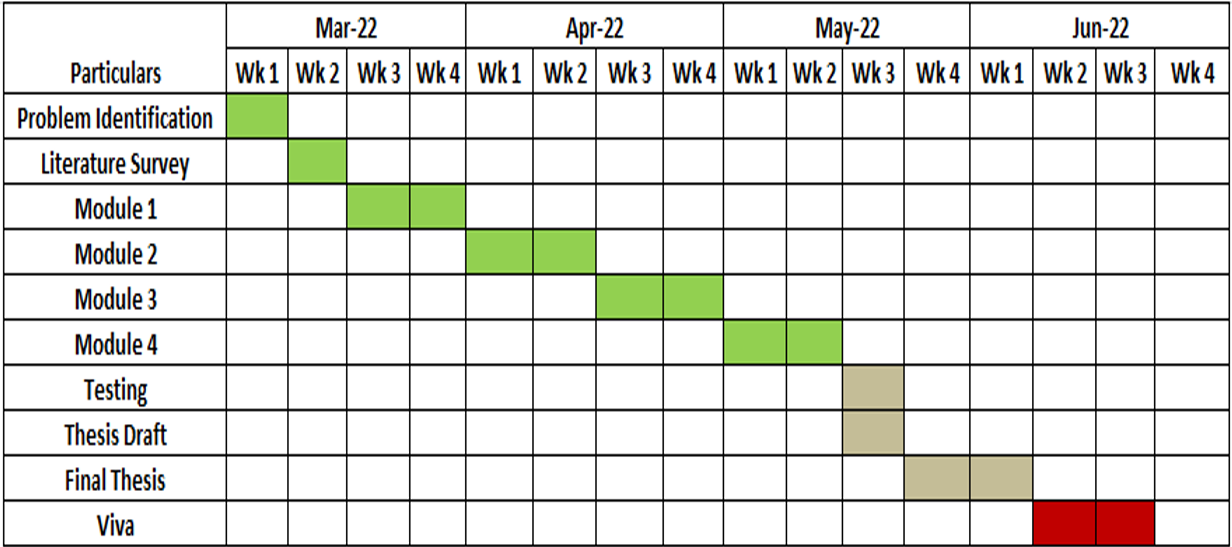 Mar-22 Apr-22 May-22 Jun-22
Particulars Wk 1 Wk 2 Wk 3 Wk 4 Wk 1 Wk 2 Wk 3 Wk 4 Wk 1 Wk 2 Wk 3 Wk 4 Wk 1 Wk 2 Wk 3 Wk 4
Problem Identification
Literature Survey
Module 1
Module 2
Module 3
Module 4
Testing
Thesis Draft
Final Thesis
Viva